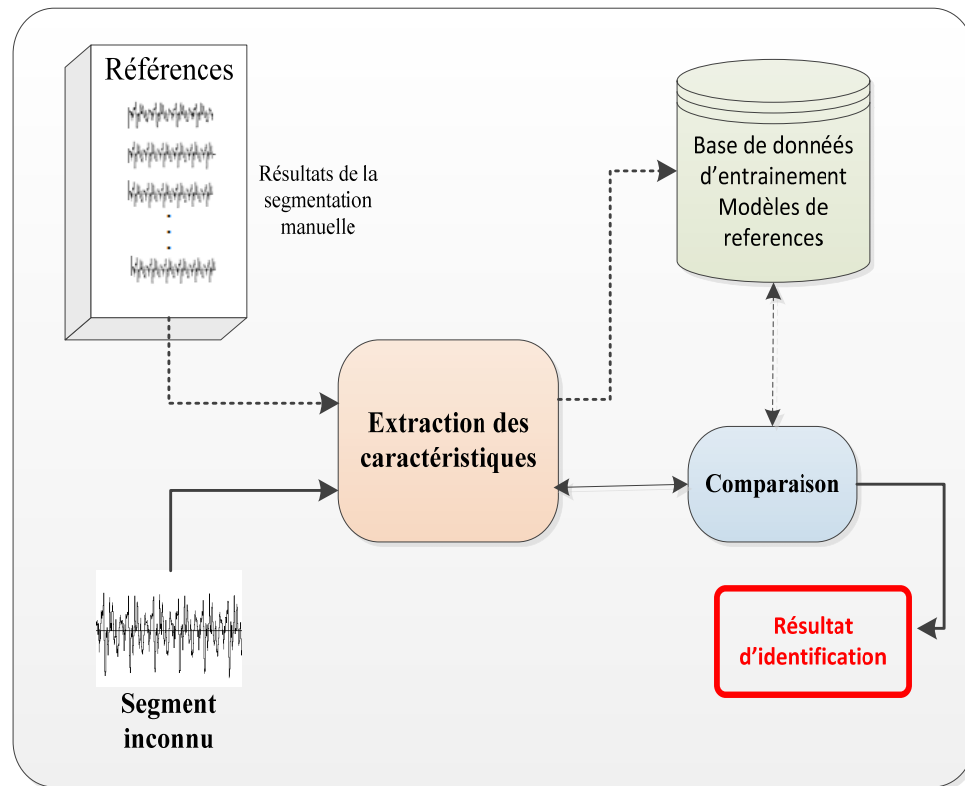 Références
Résultats de la
segmentation
manuelle
Base de donnéés
d'entrainement
Modèles de
references
Extraction des
caractéristiques
Comparaison
Résultat
d'identification
Segment
inconnu